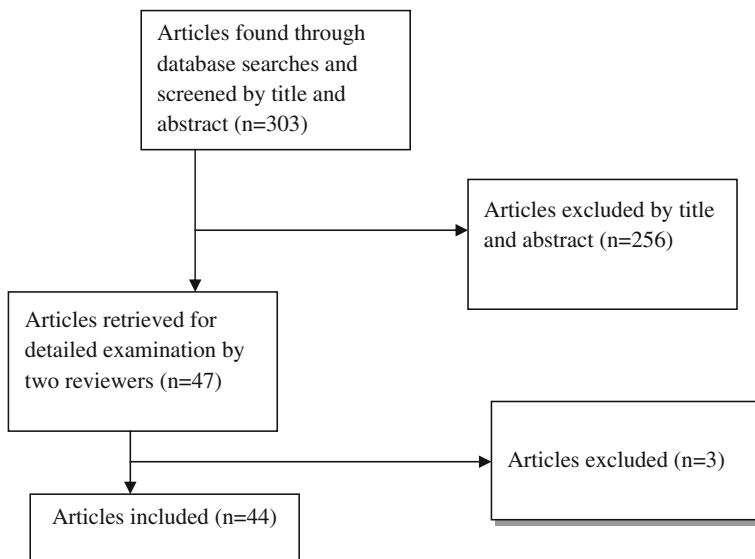 Articles found through
database searches and
screened by title and
abstract (n=303)
Articles excluded by title
and abstract (n=256)
Articles retrieved for
detailed examination by
two reviewers (n=47)
Articles excluded (n=3)
Articles included (n=44)